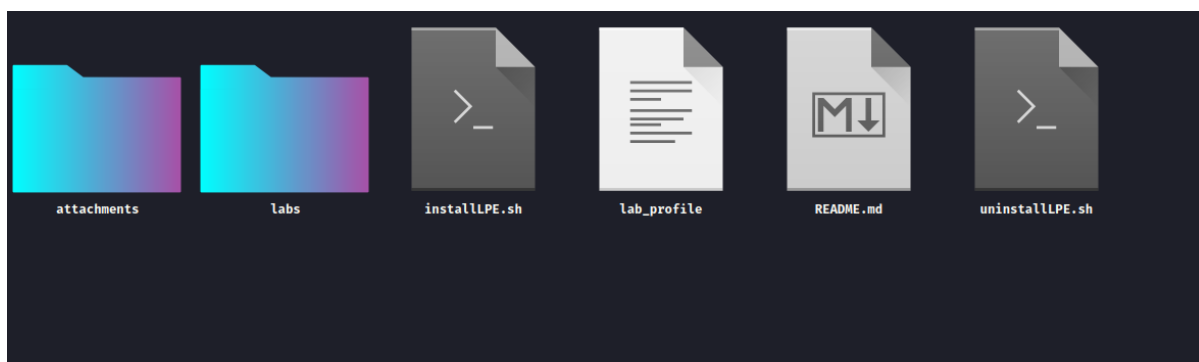 >_
M↓
>_
attachments labs installLPE.sh lab_profile README.md uninstallLPE.sh